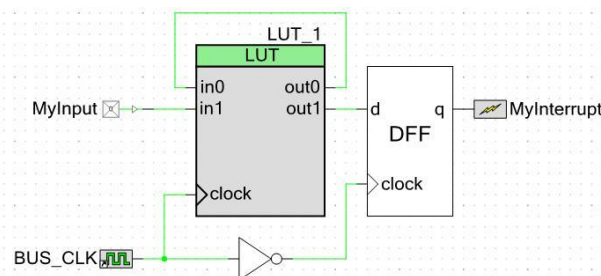 LUT_1
LUT
in0 out0
MyInput in1 out1 d q MyInterrupt
DFF
clock clock
BUS_CLK